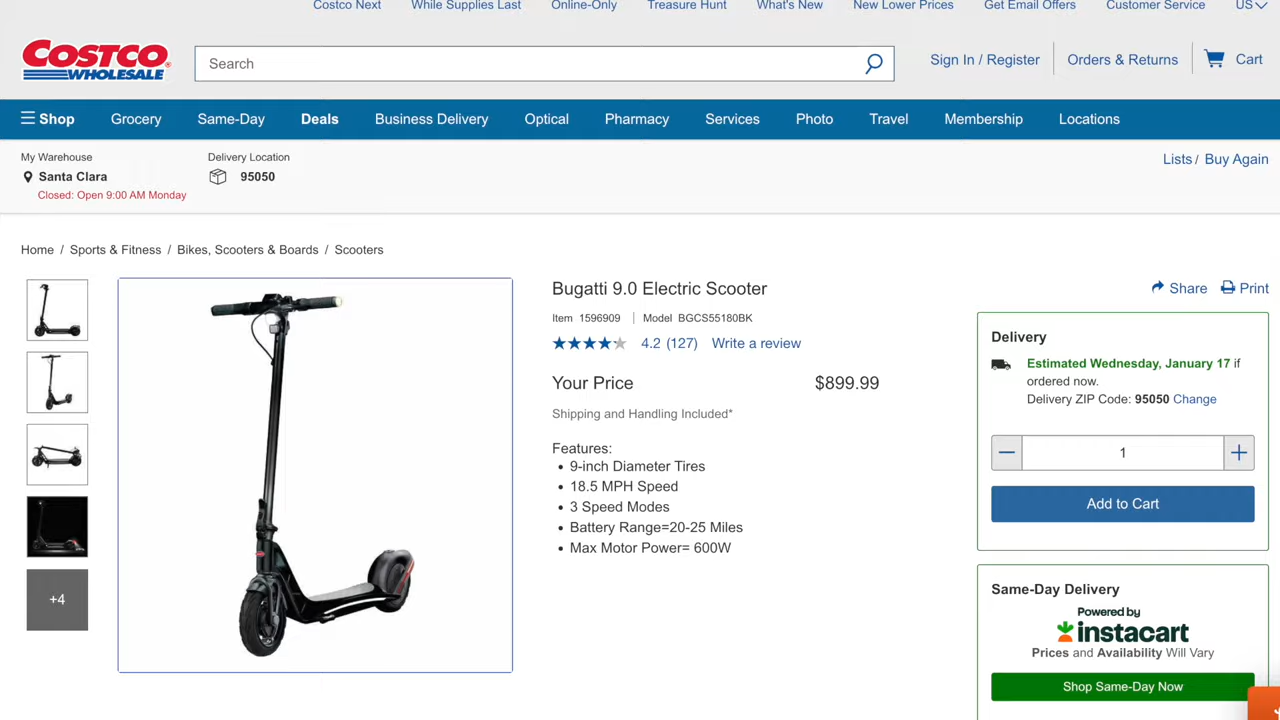 Costco Next While Supplies Last Online-Only Treasure Hunt What's New New Lower Prices Get Email Offers Customer Service US
COSTCO
WHOLESALE
Search
Sign In / Register Orders & Returns Cart
Shop Grocery Same-Day Deals Business Delivery Optical Pharmacy Services Photo Travel Membership Locations
My Warehouse
Santa Clara
Closed: Open 9:00 AM Monday
Delivery Location
95050
Lists / Buy Again
Home / Sports & Fitness / Bikes, Scooters & Boards / Scooters
+4
Bugatti 9.0 Electric Scooter
Item 1596909 | Model BGCS55180BK
4.2 (127) Write a review
Your Price $899.99
Shipping and Handling Included*
Features:
• 9-inch Diameter Tires
• 18.5 MPH Speed
• 3 Speed Modes
• Battery Range=20-25 Miles
• Max Motor Power= 600W
Share Print
Delivery
Estimated Wednesday, January 17 if
ordered now.
Delivery ZIP Code: 95050 Change
1
Add to Cart
Same-Day Delivery
Powered by
instacart
Prices and Availability Will Vary
Shop Same-Day Now